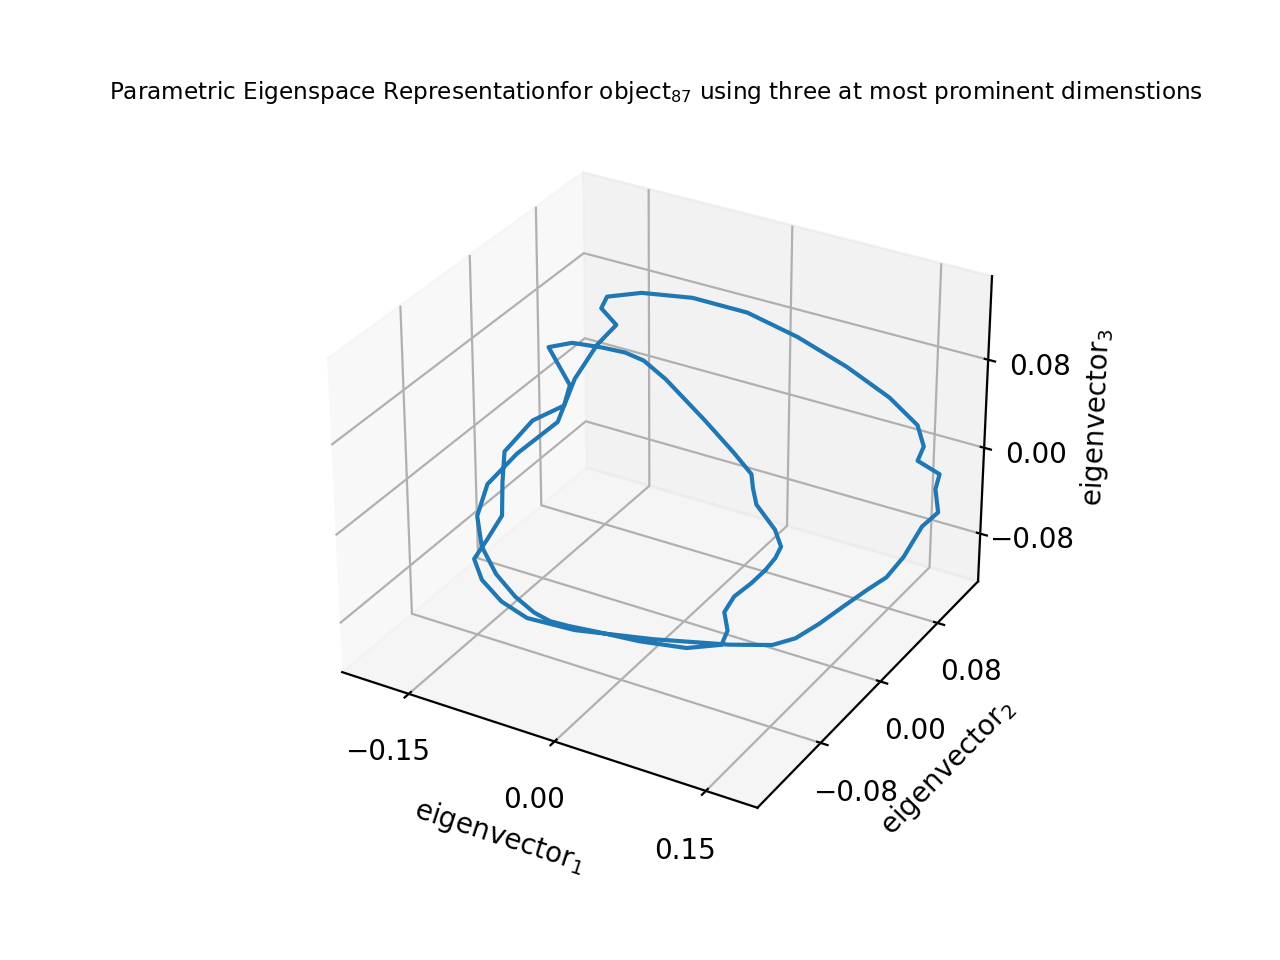 Parametric Eigenspace Representationfor object₈₇ using three at most prominent dimenstions
0.08
0.00
−0.08
eigenvector₃
0.08
0.00
−0.08
eigenvector₂
−0.15
0.00
0.15
eigenvector₁